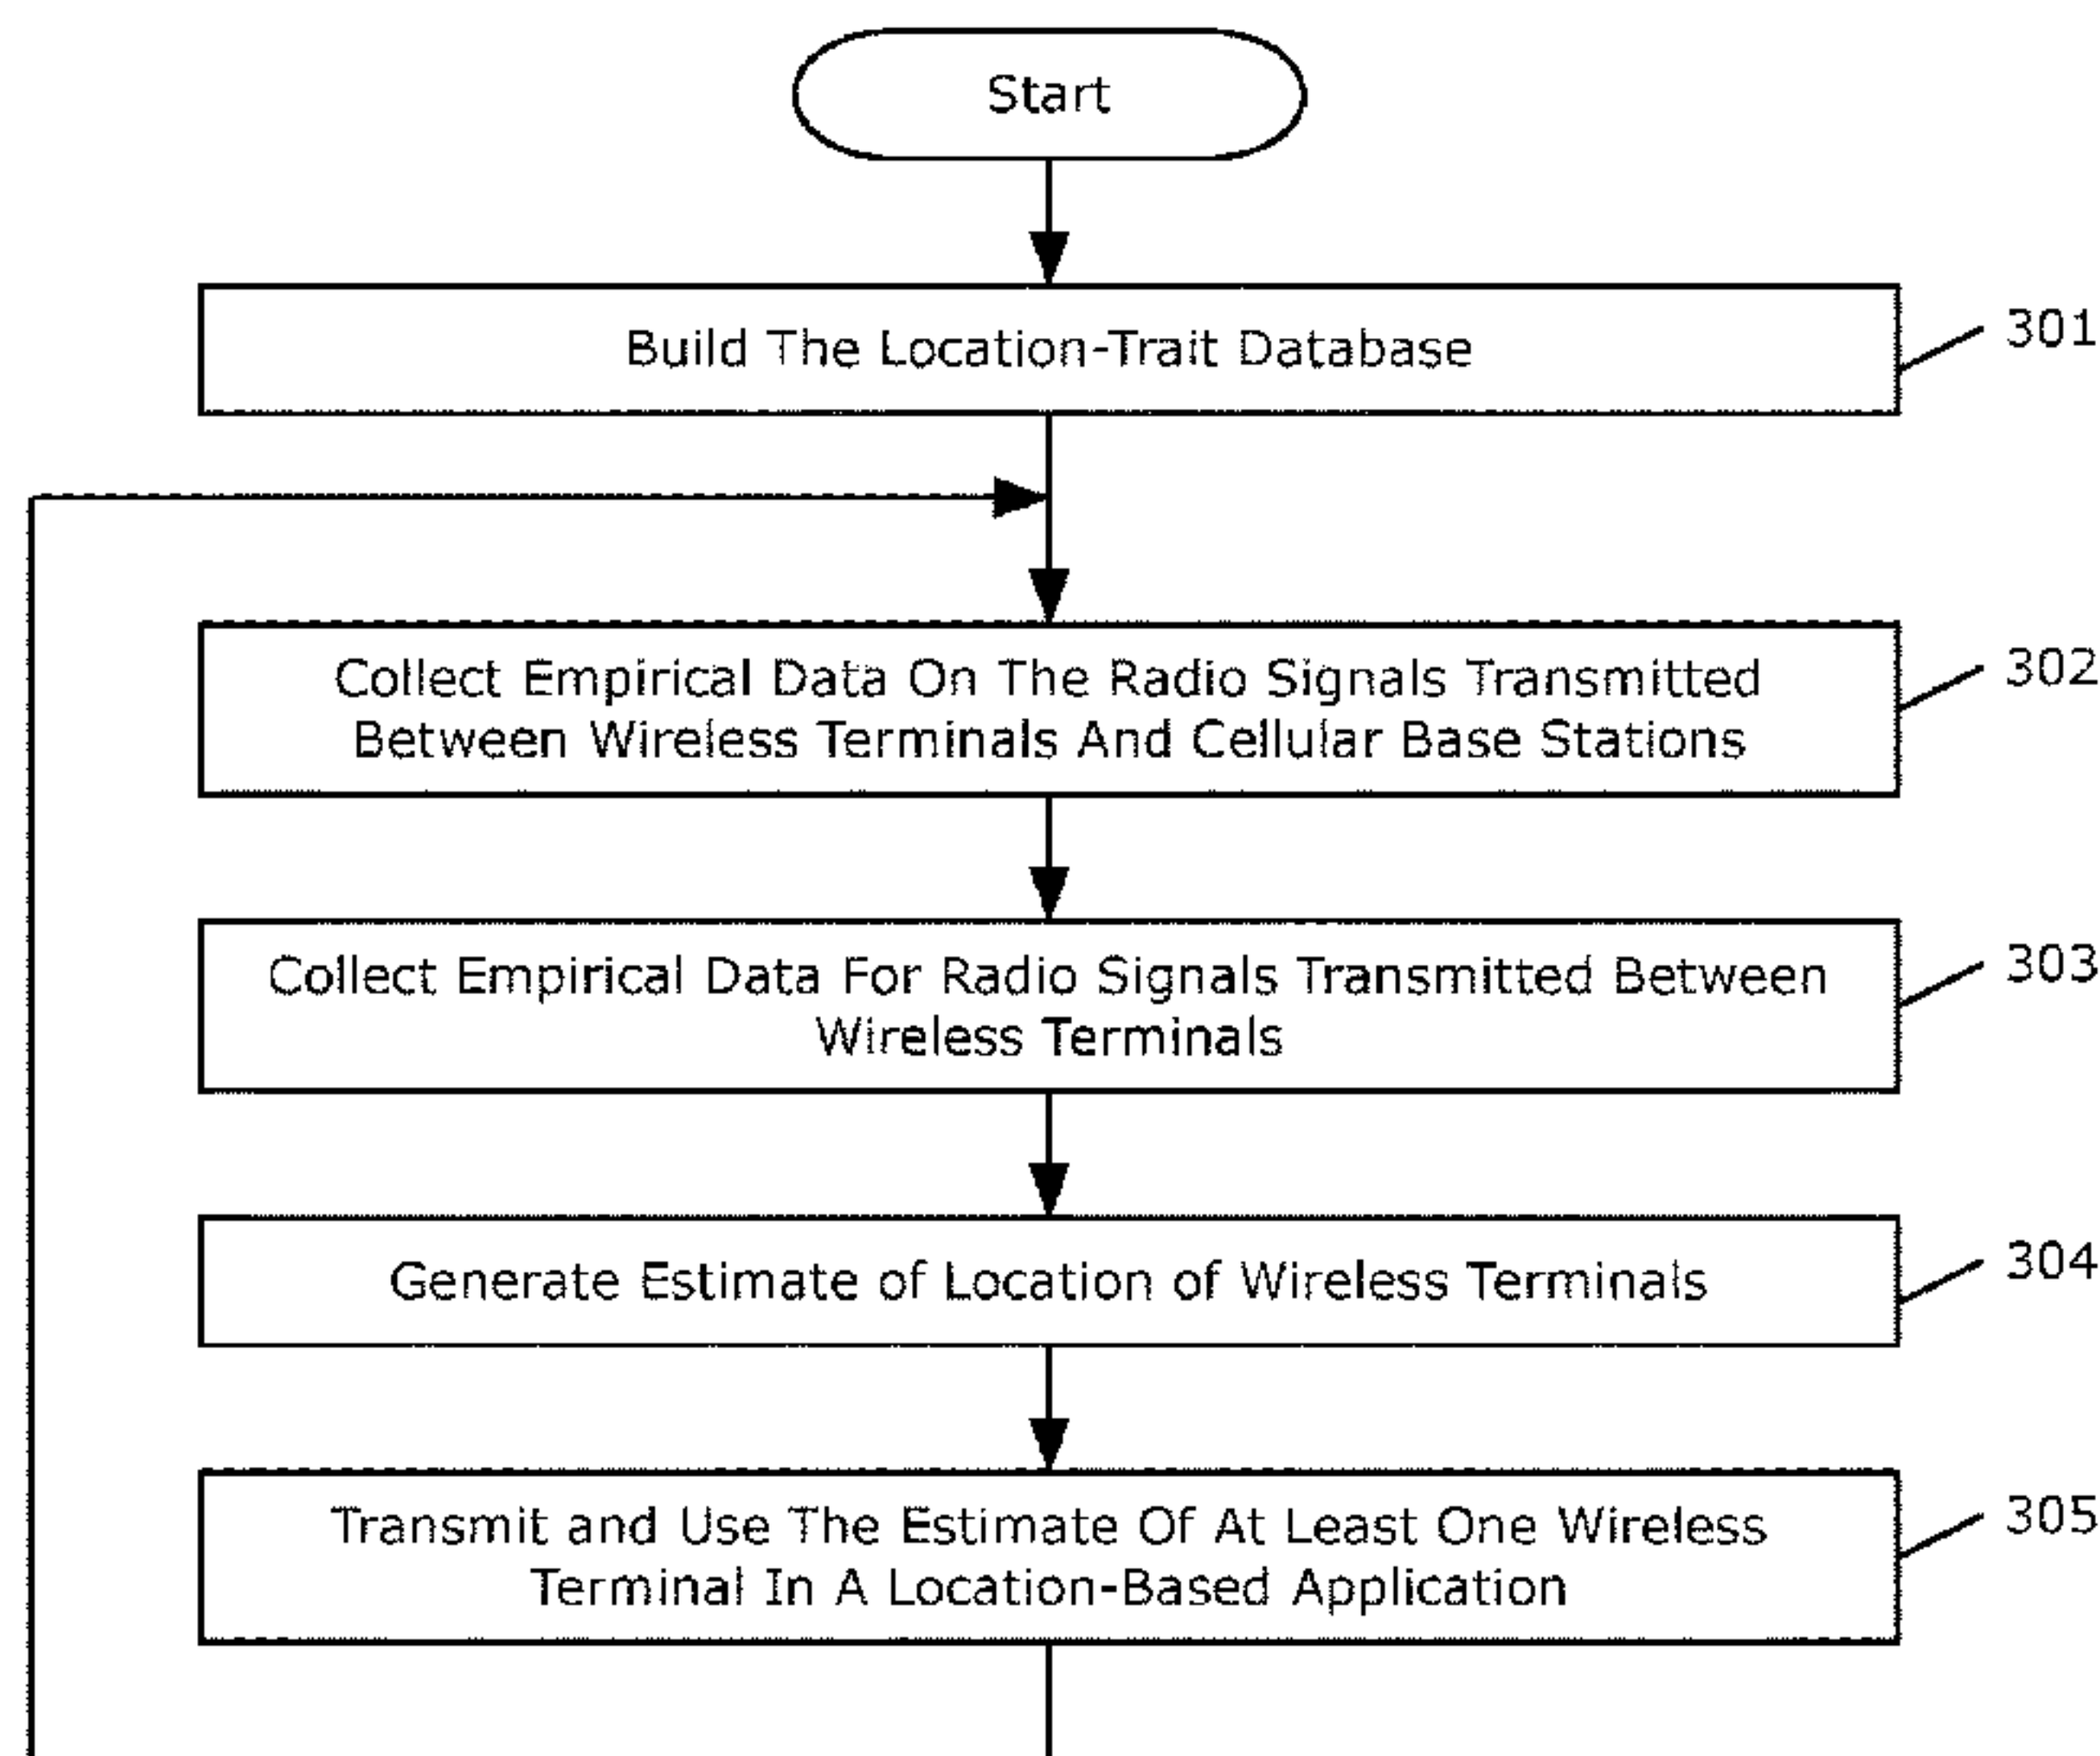 Start
Build The Location-Trait Database
301
Collect Empirical Data On The Radio Signals Transmitted
Between Wireless Terminals And Cellular Base Stations
302
Collect Empirical Data For Radio Signals Transmitted Between
Wireless Terminals
303
Generate Estimate of Location of Wireless Terminals
304
Transmit and Use The Estimate Of At Least One Wireless
Terminal In A Location-Based Application
305